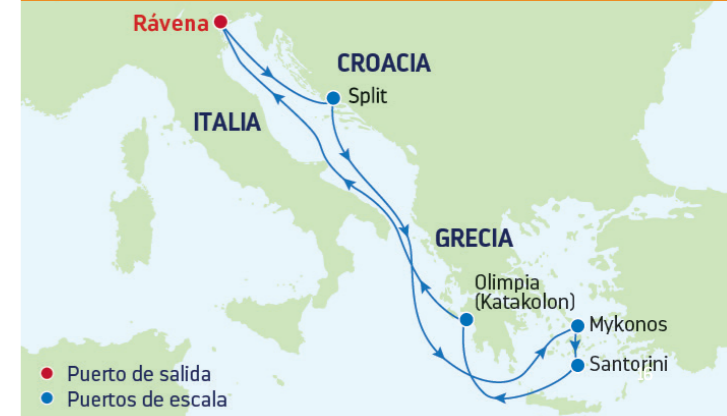 Rávena
CROACIA
Split
ITALIA
GRECIA
Olimpia
(Katakolon)
Mykonos
Santorini
Puerto de salida
Puertos de escala